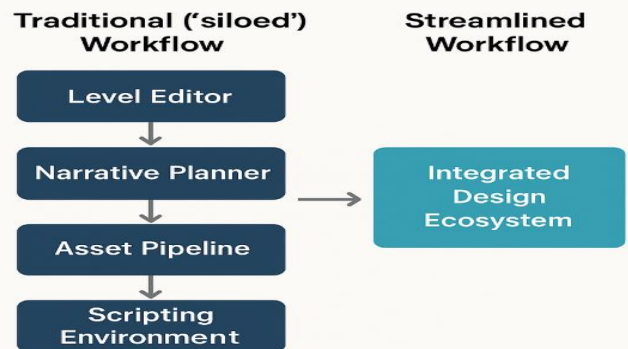 Traditional (‘siloed’)
Workflow
Level Editor
Narrative Planner
Asset Pipeline
Scripting
Environment
Streamlined
Workflow
Integrated
Design
Ecosystem